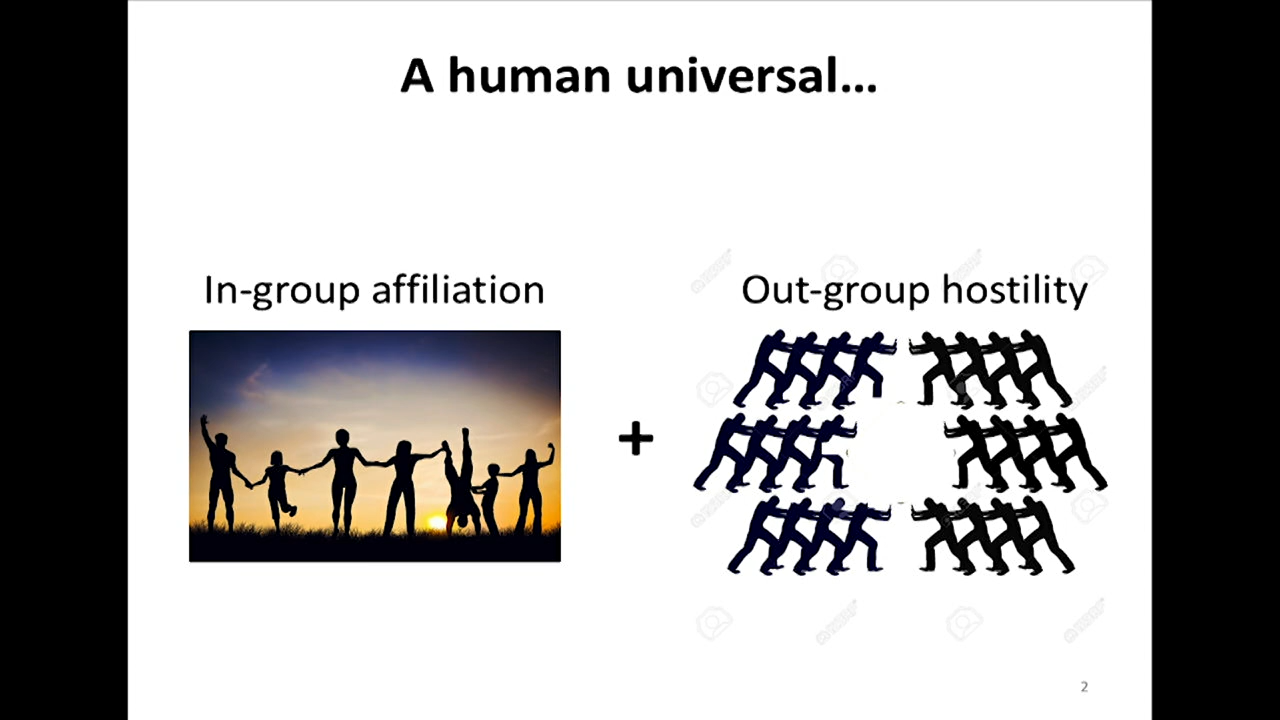 A human universal...
In-group affiliation
Out-group hostility
+
2